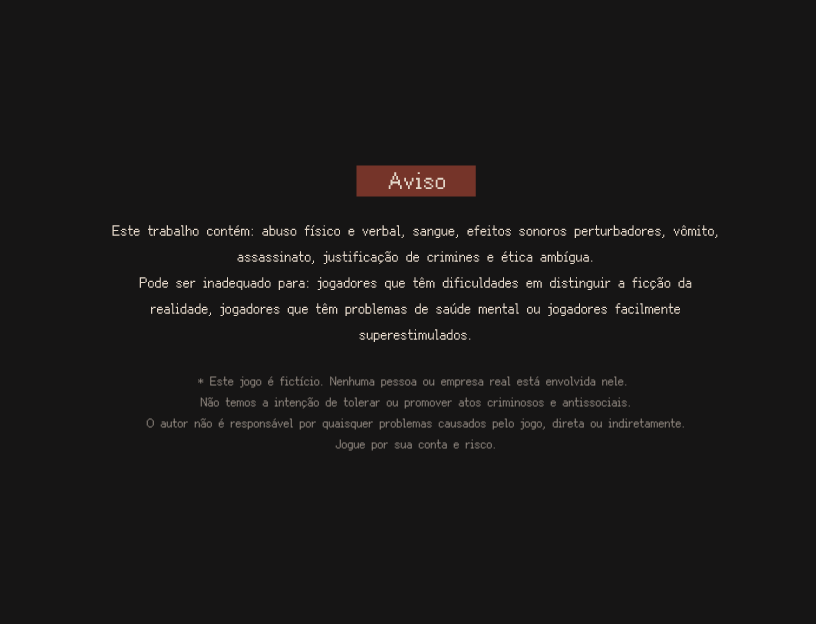 Aviso
Este trabalho contém: abuso físico e verbal, sangue, efeitos sonoros perturbadores, vômito,
assassinato, justificação de crimines e ética ambígua.
Pode ser inadequado para: jogadores que têm dificuldades em distinguir a ficção da
realidade, jogadores que têm problemas de saúde mental ou jogadores facilmente
superestimulados.
* Este jogo é fictício. Nenhuma pessoa ou empresa real está envolvida nele.
Não temos a intenção de tolerar ou promover atos criminosos e antissociais.
O autor não é responsável por quaisquer problemas causados pelo jogo, direta ou indiretamente.
Jogue por sua conta e risco.